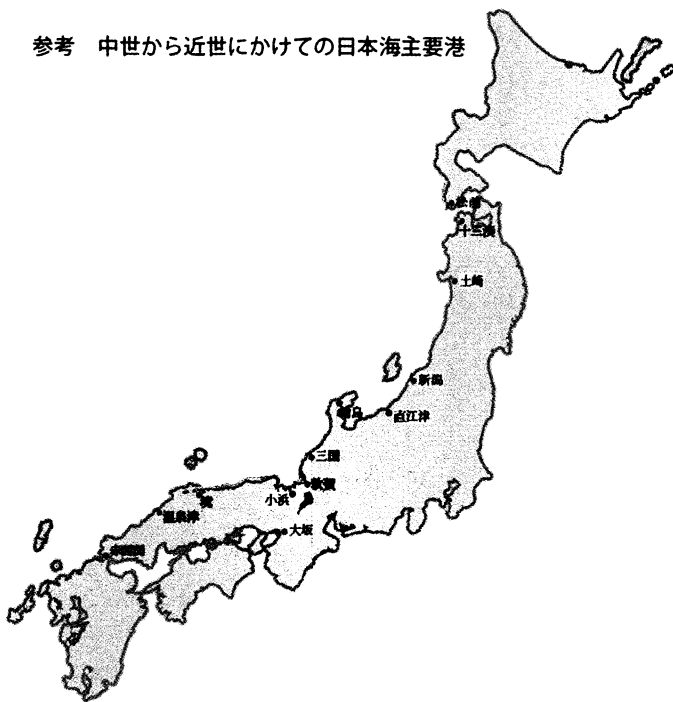 参考　中世から近世にかけての日本海主要港
十三湊
土崎
新潟
直江津
三国
敦賀
小浜
温泉津
大坂